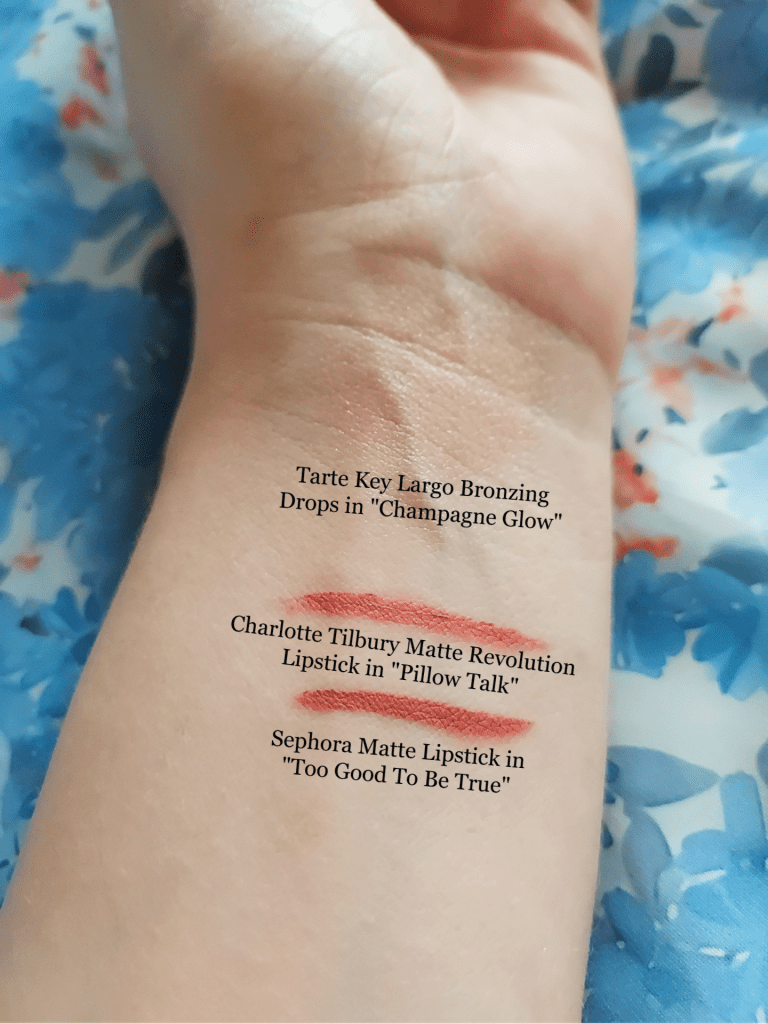 Tarte Key Largo Bronzing
Drops in "Champagne Glow"
Charlotte Tilbury Matte Revolution
Lipstick in "Pillow Talk"
Sephora Matte Lipstick in
"Too Good To Be True"